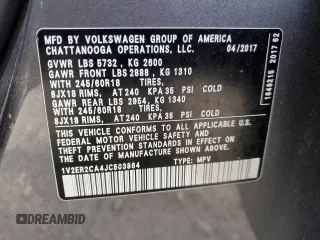 MFD BY VOLKSWAGEN GROUP OF AMERICA
CHATTANOOGA OPERATIONS, LLC. 04/2017
GVWR LBS 5732 , KG 2600
GAWR FRONT LBS 2888 , KG 1310
WITH 245/60R18 TIRES,
8JX18 RIMS, AT 240 KPA 35 PSI COLD
GAWR REAR LBS 2954, KG 1340
WITH 245/60R18 TIRES,
8JX18 RIMS, AT 240 KPA 35 PSI COLD
THIS VEHICLE CONFORMS TO ALL APPLICABLE
FEDERAL MOTOR VEHICLE SAFETY AND
THEFT PREVENTION STANDARDS IN EFFECT ON
THE DATE OF MANUFACTURE SHOWN ABOVE.
1V2ER2CA4JC503864 TYPE: MPV
DREAMBID